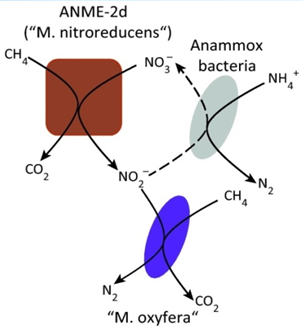 ANME-2d
("M. nitroreducens“)
Anammox
bacteria
CH₄
NO₃⁻
NH₄⁺
CO₂
NO₂⁻
N₂
CH₄
N₂
CO₂
“M. oxyfera“